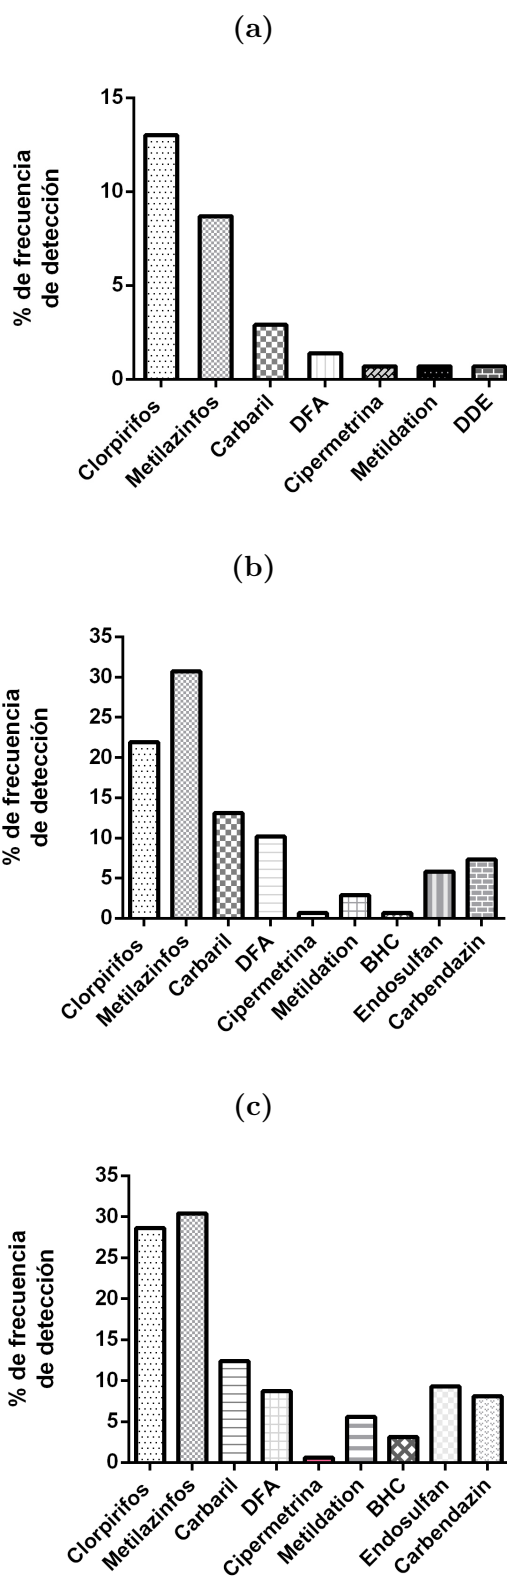 (a)
% de frecuencia
de detección
15
10
5
0
Clorpirifos
Metilazinfos
Carbaril
DFA
Cipermetrina
Metildation
DDE
(b)
% de frecuencia
de detección
35
30
25
20
15
10
5
0
Clorpirifos
Metilazinfos
Carbaril
DFA
Cipermetrina
Metildation
BHC
Endosulfan
Carbendazin
(c)
% de frecuencia
de detección
35
30
25
20
15
10
5
0
Clorpirifos
Metilazinfos
Carbaril
DFA
Cipermetrina
Metildation
BHC
Endosulfan
Carbendazin